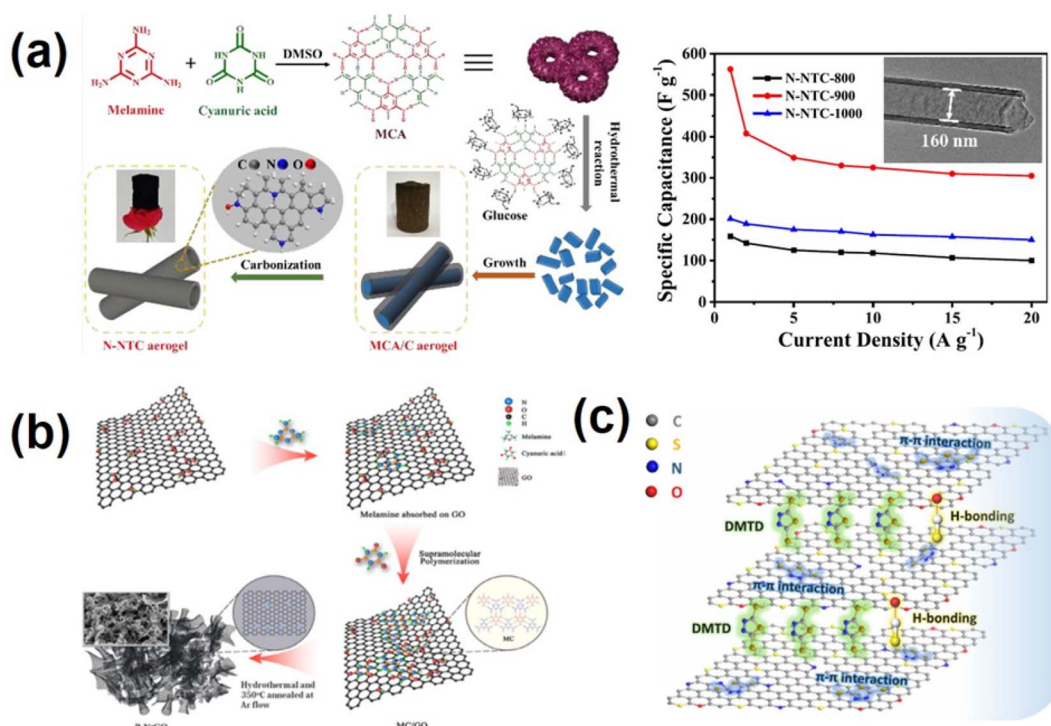 (a)
NH₂
H₂N
NH₂
Melamine
+
Cyanuric acid
DMSO
MCA
Hydrothermal
reaction
Glucose
C N O
Growth
Carbonization
MCA/C aerogel
N-NTC aerogel
600
500
400
300
200
100
0
0 5 10 15 20
Specific Capacitance (F g⁻¹)
Current Density (A g⁻¹)
N-NTC-800
N-NTC-900
N-NTC-1000
160 nm
(b)
N
O
C
H
Melamine
Cyanuric acid
GO
Melamine absorbed on GO
Supramolecular
Polymerization
MC
Hydrothermal and
350°C annealed at
Ar flow
MC/GO
(c)
C
S
N
O
π-π interaction
DMTD
H-bonding
π-π interaction
DMTD
H-bonding
π-π interaction